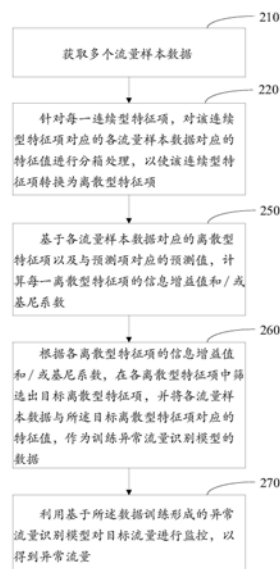 210
获取多个流量样本数据
220
针对每一连续型特征项，对该连续
型特征项对应的各流量样本数据对应的
特征值进行分箱处理，以使该连续型特
征项转换为离散型特征项
250
基于各流量样本数据对应的离散型
特征项以及与预测项对应的预测值，计
算每一离散型特征项的信息增益值和/或
基尼系数
260
根据各离散型特征项的信息增益值
和/或基尼系数，在各离散型特征项中筛
选出目标离散型特征项，并将各流量样
本数据与所述目标离散型特征项对应的
特征值，作为训练异常流量识别模型的
数据
270
利用基于所述数据训练形成的异常
流量识别模型对目标流量进行监控，以
得到异常流量